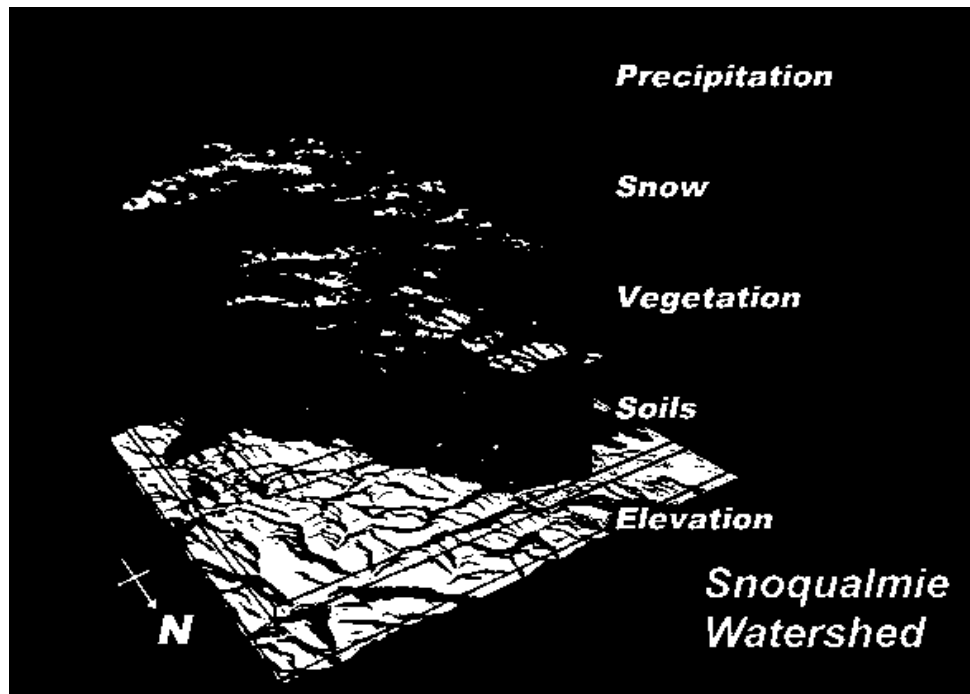 Precipitation
Snow
Vegetation
Soils
Elevation
N
Snoqualmie
Watershed